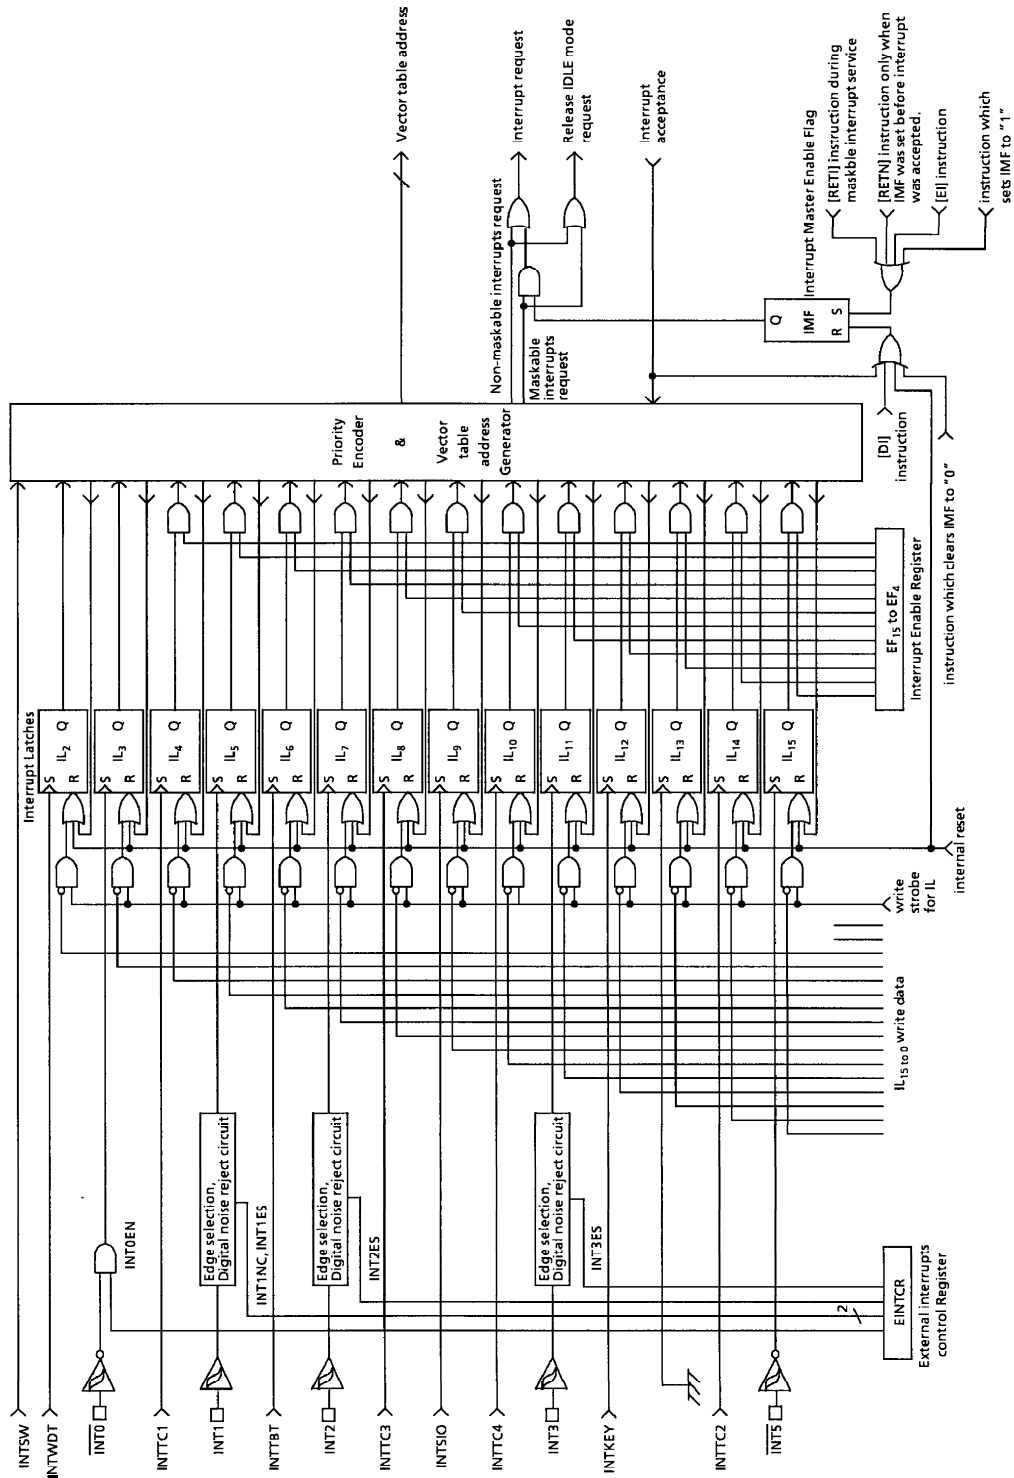 INTSW
INTWDT
INT0
INTTC1
INT1
INTTBT
INT2
INTTC3
INTSIO
INTTC4
INT3
INTKEY
INTTC2
INT5
INT0EN
Edge selection,
Digital noise reject circuit
INT1NC, INT1ES
Edge selection,
Digital noise reject circuit
INT2ES
Edge selection,
Digital noise reject circuit
INT3ES
2
EINTCR
External interrupts
control Register
IL15 to 0 write data
write
strobe
for IL
internal reset
Interrupt Latches
S IL2 Q
R
S IL3 Q
R
S IL4 Q
R
S IL5 Q
R
S IL6 Q
R
S IL7 Q
R
S IL8 Q
R
S IL9 Q
R
S IL10 Q
R
S IL11 Q
R
S IL12 Q
R
S IL13 Q
R
S IL14 Q
R
S IL15 Q
R
EF15 to EF4
Interrupt Enable Register
instruction which clears IMF to "0"
[DI]
instruction
Priority
Encoder
&
Vector
table
address
Generator
Non-maskable interrupts request
Maskable
interrupts
request
Q
IMF
R S
Interrupt Master Enable Flag
Vector table address
Interrupt request
Release IDLE mode
request
Interrupt
acceptance
[RETI] instruction during
maskble interrupt service
[RETN] instruction only when
IMF was set before interrupt
was accepted.
[EI] instruction
instruction which
sets IMF to "1"